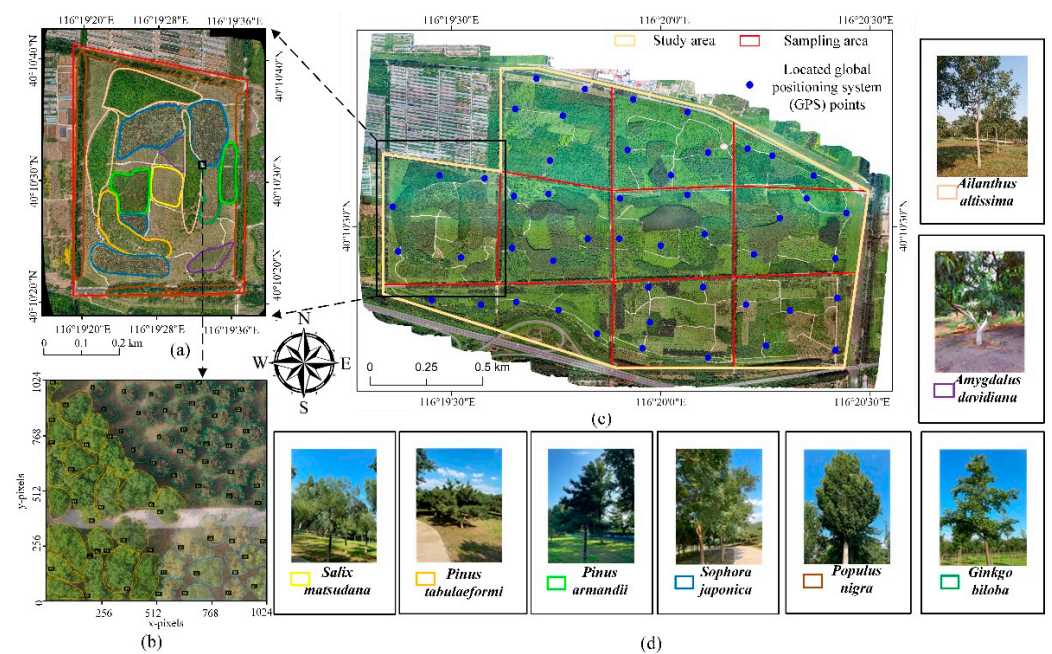 116°19'20"E 116°19'28"E 116°19'36"E
40°10'40"N
40°10'30"N
40°10'20"N
40°10'40"N
40°10'30"N
40°10'20"N
116°19'20"E 116°19'28"E 116°19'36"E
0 0.1 0.2 km
(a)
N
W E
S
1024
768
512
256
0
y-pixels
256 512 768 1024
x-pixels
(b)
116°19'30"E 116°20'0"E 116°20'30"E
Study area Sampling area
Located global
positioning system
(GPS) points
40°10'30"N
40°10'30"N
0 0.25 0.5 km
116°19'30"E 116°20'0"E 116°20'30"E
(c)
Ailanthus
altissima
Amygdalus
davidiana
Salix
matsudana
Pinus
tabulaeformi
Pinus
armandii
Sophora
japonica
Populus
nigra
Ginkgo
biloba
(d)